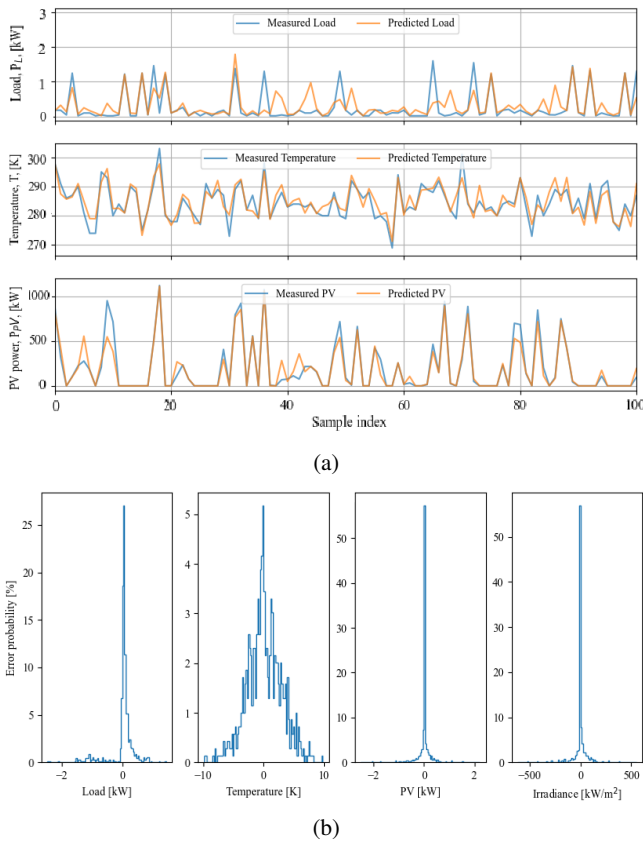 Load, P_L, [kW]
3
2
1
0
Measured Load
Predicted Load
Temperature, T, [K]
300
290
280
270
Measured Temperature
Predicted Temperature
PV power, P_PV, [kW]
1000
500
0
Measured PV
Predicted PV
0 20 40 60 80 100
Sample index
(a)
Error probability [%]
25
20
15
10
5
0
−2 0
Load [kW]
5
4
3
2
1
0
−10 0 10
Temperature [K]
50
40
30
20
10
0
−2 0 2
PV [kW]
50
40
30
20
10
0
−500 0 500
Irradiance [kW/m²]
(b)